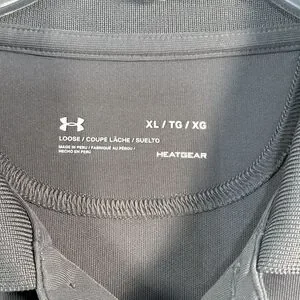 XL / TG / XG
LOOSE / COUPE LÂCHE / SUELTO
MADE IN PERU / FABRIQUÉ AU PÉROU /
HECHO EN PERÚ
HEATGEAR